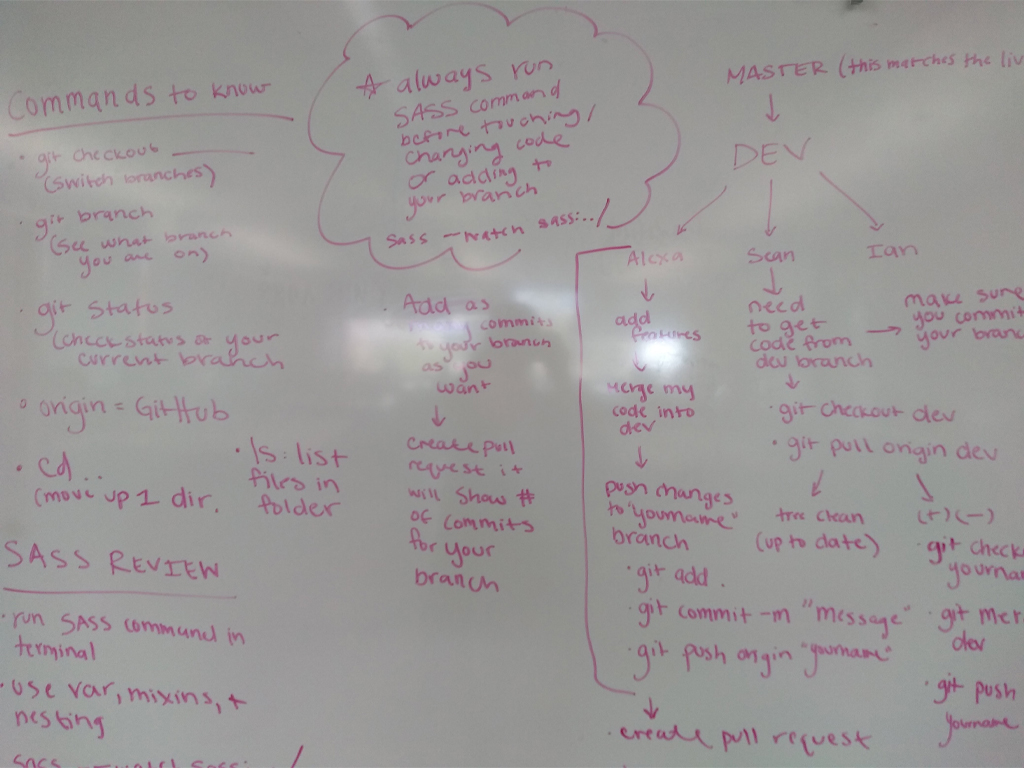 Commands to know
• git checkout ______
(switch branches)
• git branch
(see what branch
you are on)
• git status
(check status of your
current branch
• origin = GitHub
• cd ..
(move up 1 dir.
• ls: list
files in
folder
SASS REVIEW
• run SASS command in
terminal
• use var, mixins, +
nesting
☆ always run
SASS command
before touching/
changing code
or adding to
your branch
sass --watch sass:../
Add as
commits
to your branch
as you
want
↓
create pull
request it
will show #
of commits
for your
branch
MASTER (this matches the
↓
DEV
Alexa
↓
add
features
↓
merge my
code into
dev
↓
push changes
to "yourname"
branch
• git add .
• git commit -m "message"
• git push origin "yourname"
↓
• create pull request
Sean
↓
need
to get
code from
dev branch
→
make sure
you commit
your
↓
• git checkout dev
• git pull origin dev
tree clean
(up to date)
(+) (-)
• git
• git
dev
• git push
yourname
Ian